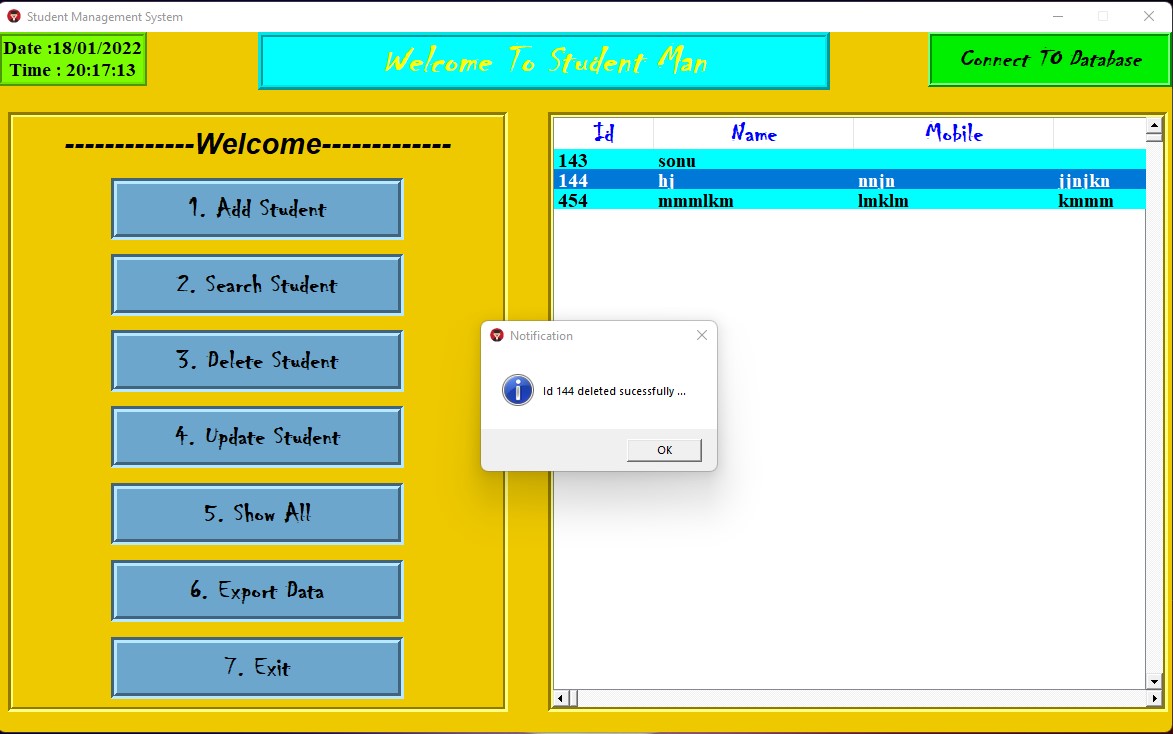 Student Management System
Date :18/01/2022
Time : 20:17:13
Welcome To Student Man
Connect TO Database
-------------Welcome-------------
1. Add Student
2. Search Student
3. Delete Student
4. Update Student
5. Show All
6. Export Data
7. Exit
Id Name Mobile
143 sonu
144 hj nnjn jjnjkn
454 mmmlkm lmklm kmmm
Notification
Id 144 deleted sucessfully ...
OK